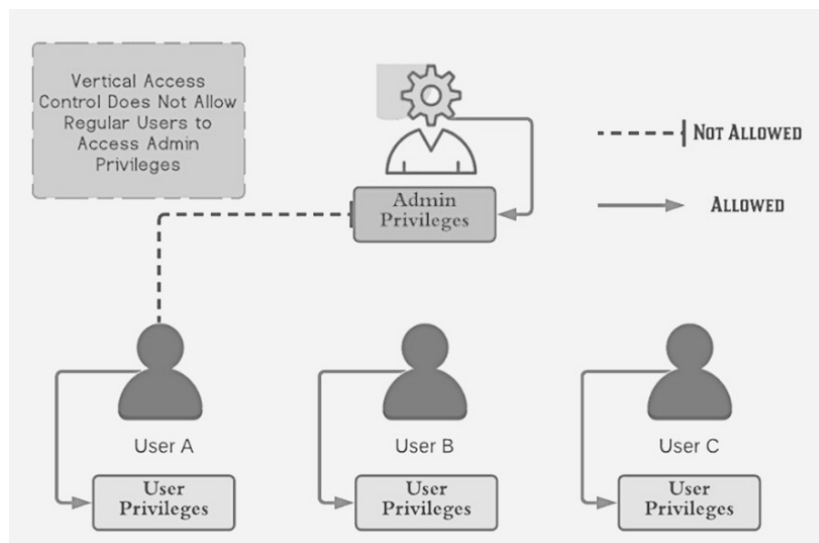 Vertical Access
Control Does Not Allow
Regular Users to
Access Admin
Privileges
Admin
Privileges
NOT ALLOWED
ALLOWED
User A
User B
User C
User
Privileges
User
Privileges
User
Privileges